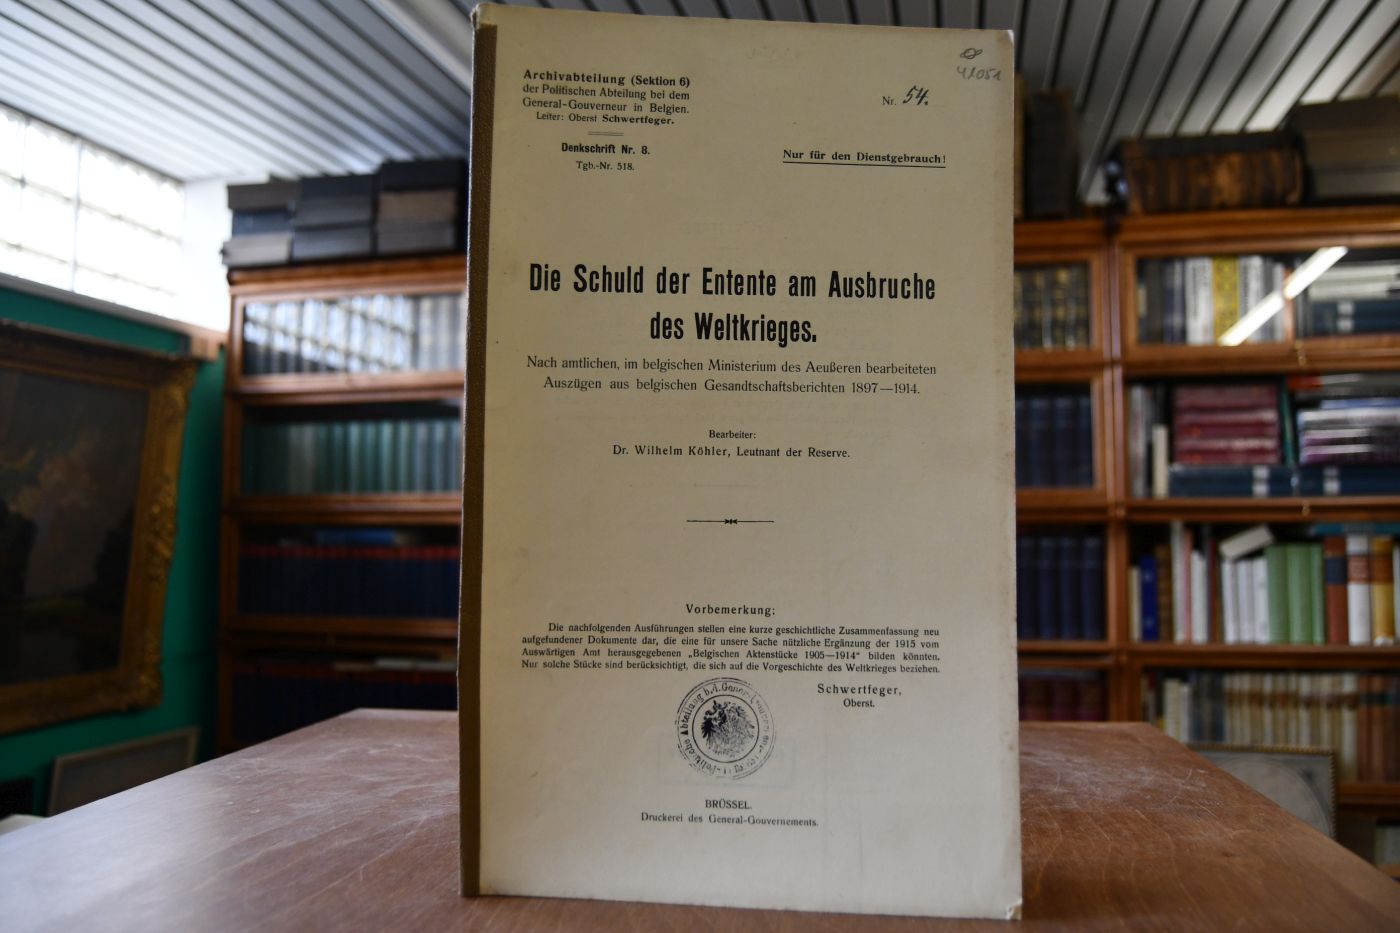 Archivabteilung (Sektion 6)
der Politischen Abteilung bei dem
General-Gouverneur in Belgien.
Leiter: Oberst Schwertfeger.
Denkschrift Nr. 8.
Tgb.-Nr. 518.
41051
Nr. 54.
Nur für den Dienstgebrauch!
Die Schuld der Entente am Ausbruche
des Weltkrieges.
Nach amtlichen, im belgischen Ministerium des Aeußeren bearbeiteten
Auszügen aus belgischen Gesandtschaftsberichten 1897—1914.
Bearbeiter:
Dr. Wilhelm Köhler, Leutnant der Reserve.
Vorbemerkung:
Die nachfolgenden Ausführungen stellen eine kurze geschichtliche Zusammenfassung neu
aufgefundener Dokumente dar, die eine für unsere Sache nützliche Ergänzung der 1915 vom
Auswärtigen Amt herausgegebenen „Belgischen Aktenstücke 1905—1914" bilden könnten.
Nur solche Stücke sind berücksichtigt, die sich auf die Vorgeschichte des Weltkrieges beziehen.
Schwertfeger,
Oberst.
Politische Abteilung b. d. General-
BRÜSSEL.
Druckerei des General-Gouvernements.